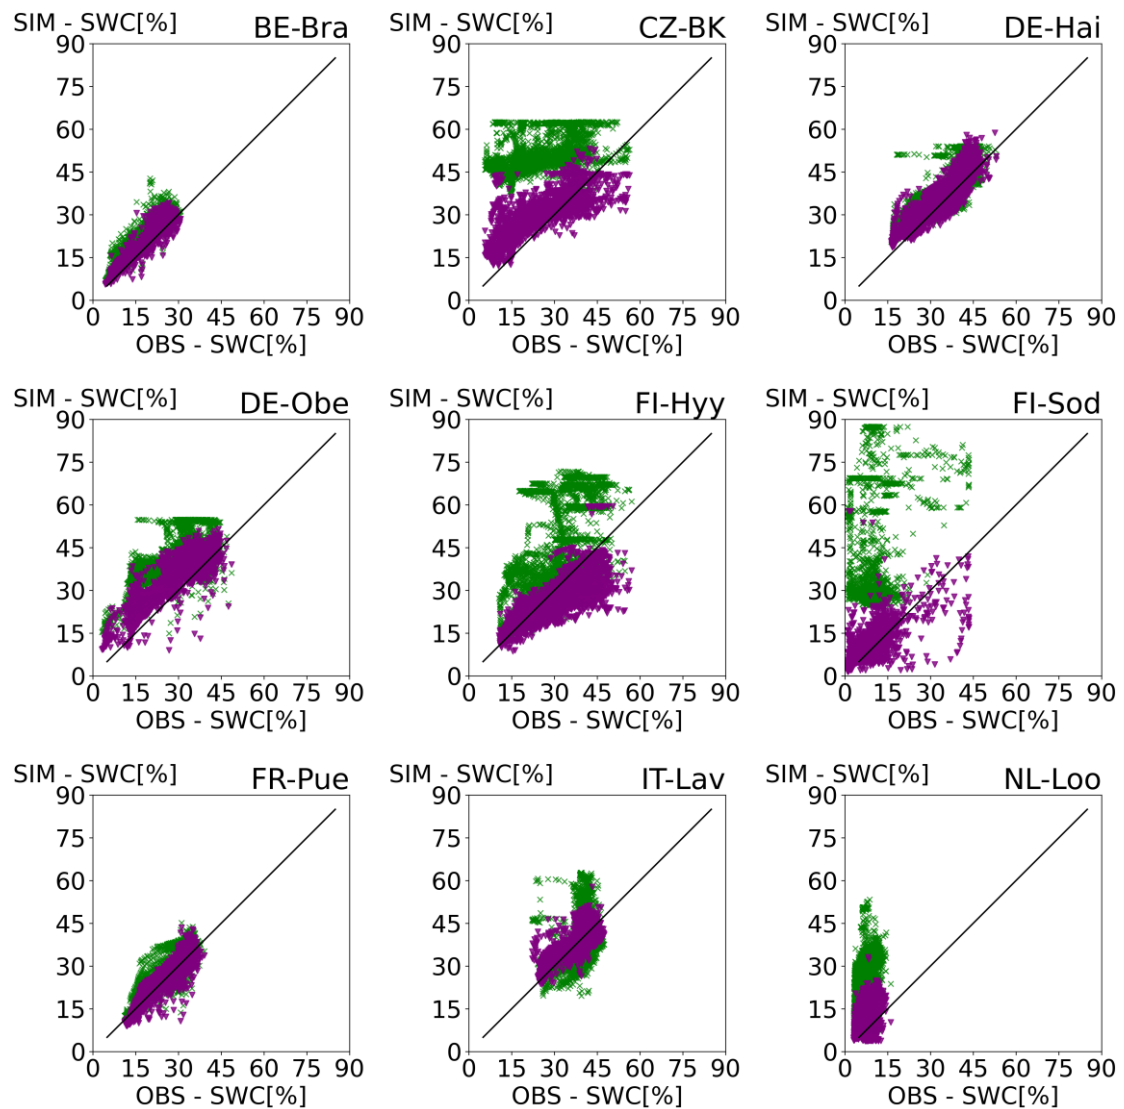 SIM - SWC[%] BE-Bra
90
75
60
45
30
15
0
0 15 30 45 60 75 90
OBS - SWC[%]
SIM - SWC[%] CZ-BK
90
75
60
45
30
15
0
0 15 30 45 60 75 90
OBS - SWC[%]
SIM - SWC[%] DE-Hai
90
75
60
45
30
15
0
0 15 30 45 60 75 90
OBS - SWC[%]
SIM - SWC[%] DE-Obe
90
75
60
45
30
15
0
0 15 30 45 60 75 90
OBS - SWC[%]
SIM - SWC[%] FI-Hyy
90
75
60
45
30
15
0
0 15 30 45 60 75 90
OBS - SWC[%]
SIM - SWC[%] FI-Sod
90
75
60
45
30
15
0
0 15 30 45 60 75 90
OBS - SWC[%]
SIM - SWC[%] FR-Pue
90
75
60
45
30
15
0
0 15 30 45 60 75 90
OBS - SWC[%]
SIM - SWC[%] IT-Lav
90
75
60
45
30
15
0
0 15 30 45 60 75 90
OBS - SWC[%]
SIM - SWC[%] NL-Loo
90
75
60
45
30
15
0
0 15 30 45 60 75 90
OBS - SWC[%]